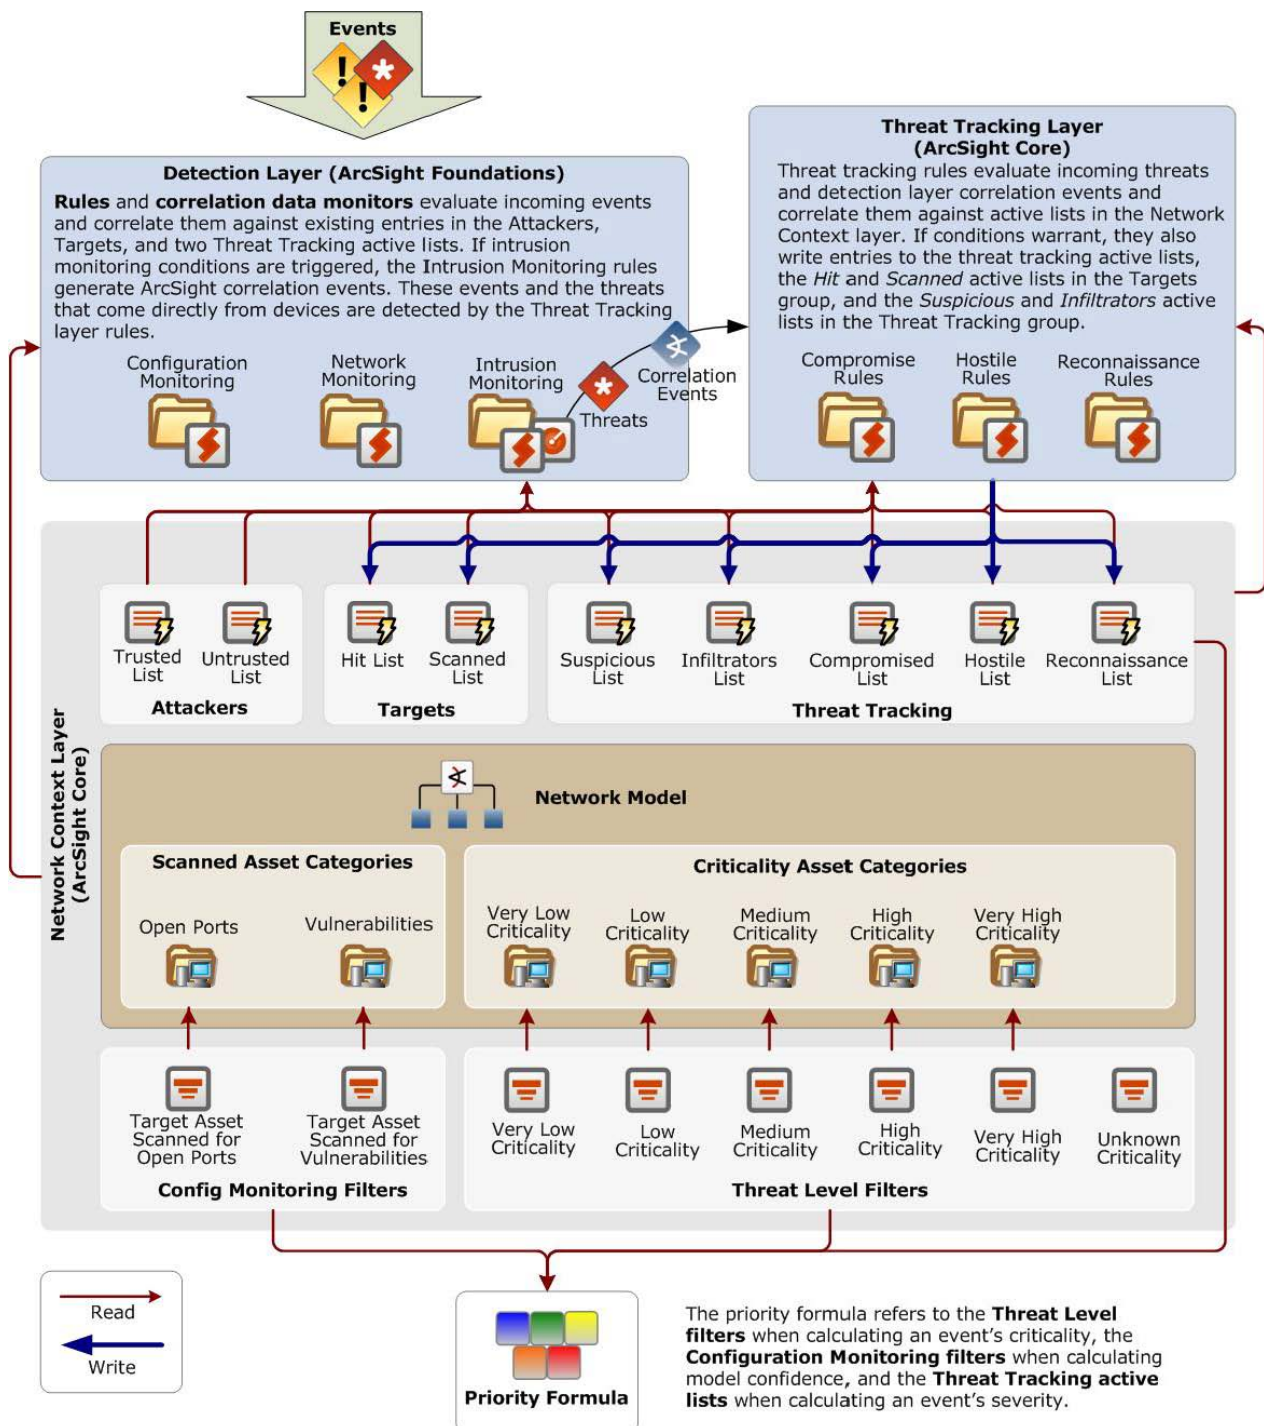 Events
Detection Layer (ArcSight Foundations)
Rules and correlation data monitors evaluate incoming events
and correlate them against existing entries in the Attackers,
Targets, and two Threat Tracking active lists. If intrusion
monitoring conditions are triggered, the Intrusion Monitoring rules
generate ArcSight correlation events. These events and the threats
that come directly from devices are detected by the Threat Tracking
layer rules.
Configuration
Monitoring
Network
Monitoring
Intrusion
Monitoring
Threats
Correlation
Events
Threat Tracking Layer
(ArcSight Core)
Threat tracking rules evaluate incoming threats
and detection layer correlation events and
correlate them against active lists in the Network
Context layer. If conditions warrant, they also
write entries to the threat tracking active lists,
the Hit and Scanned active lists in the Targets
group, and the Suspicious and Infiltrators active
lists in the Threat Tracking group.
Compromise
Rules
Hostile
Rules
Reconnaissance
Rules
Network Context Layer
(ArcSight Core)
Trusted
List
Untrusted
List
Attackers
Hit List
Scanned
List
Targets
Suspicious
List
Infiltrators
List
Compromised
List
Hostile
List
Reconnaissance
List
Threat Tracking
Network Model
Scanned Asset Categories
Open Ports
Vulnerabilities
Criticality Asset Categories
Very Low
Criticality
Low
Criticality
Medium
Criticality
High
Criticality
Very High
Criticality
Target Asset
Scanned for
Open Ports
Target Asset
Scanned for
Vulnerabilities
Config Monitoring Filters
Very Low
Criticality
Low
Criticality
Medium
Criticality
High
Criticality
Very High
Criticality
Unknown
Criticality
Threat Level Filters
Read
Write
Priority Formula
The priority formula refers to the Threat Level
filters when calculating an event's criticality, the
Configuration Monitoring filters when calculating
model confidence, and the Threat Tracking active
lists when calculating an event's severity.